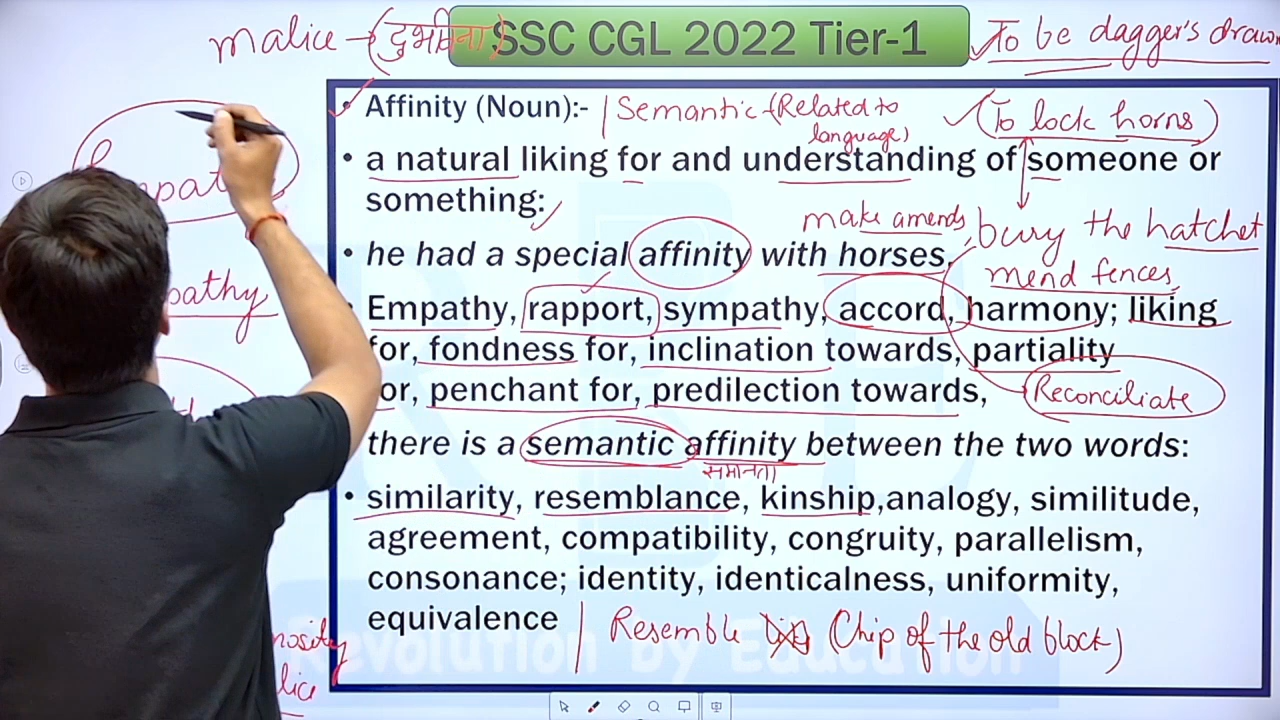 malice → (दुर्भावना) SSC CGL 2022 Tier-1 To be dagger's drawn
• Affinity (Noun):- Semantic - (Related to language) (To lock horns)
• a natural liking for and understanding of someone or
something:
make amends, bury the hatchet
• he had a special affinity with horses.
mend fences,
• Empathy, rapport, sympathy, accord, harmony; liking
for, fondness for, inclination towards, partiality
for, penchant for, predilection towards,
Reconciliate
there is a semantic affinity between the two words:
समानता
• similarity, resemblance, kinship,analogy, similitude,
agreement, compatibility, congruity, parallelism,
consonance; identity, identicalness, uniformity,
equivalence
Resemble (Chip of the old block)
pathy
Revolution by Education